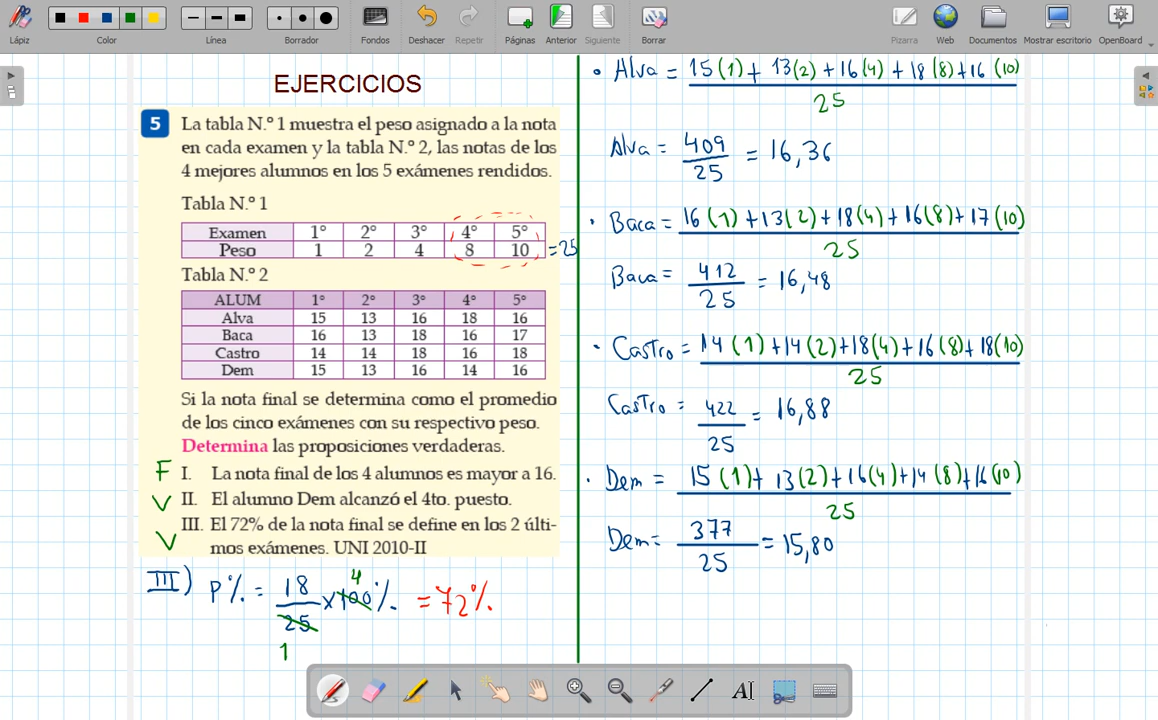 Lápiz
Color
Línea
Borrador
Fondos
Deshacer
Repetir
Páginas
Anterior
Siguiente
Borrar
Pizarra
Web
Documentos
Mostrar escritorio
OpenBoard
EJERCICIOS
5 La tabla N.° 1 muestra el peso asignado a la nota
en cada examen y la tabla N.° 2, las notas de los
4 mejores alumnos en los 5 exámenes rendidos.
Tabla N.° 1
Examen 1° 2° 3° 4° 5°
Peso 1 2 4 8 10 = 25
Tabla N.° 2
ALUM 1° 2° 3° 4° 5°
Alva 15 13 16 18 16
Baca 16 13 18 16 17
Castro 14 14 18 16 18
Dem 15 13 16 14 16
Si la nota final se determina como el promedio
de los cinco exámenes con su respectivo peso.
Determina las proposiciones verdaderas.
F I. La nota final de los 4 alumnos es mayor a 16.
V II. El alumno Dem alcanzó el 4to. puesto.
V III. El 72% de la nota final se define en los 2 últi-
mos exámenes. UNI 2010-II
III) P% = 18/25 x 100% = 72%
4
1
• Alva = 15(1) + 13(2) + 16(4) + 18(8) + 16(10)
25
Alva = 409/25 = 16,36
• Baca = 16(1) + 13(2) + 18(4) + 16(8) + 17(10)
25
Baca = 412/25 = 16,48
• Castro = 14(1) + 14(2) + 18(4) + 16(8) + 18(10)
25
Castro = 422/25 = 16,88
• Dem = 15(1) + 13(2) + 16(4) + 14(8) + 16(10)
25
Dem = 377/25 = 15,80